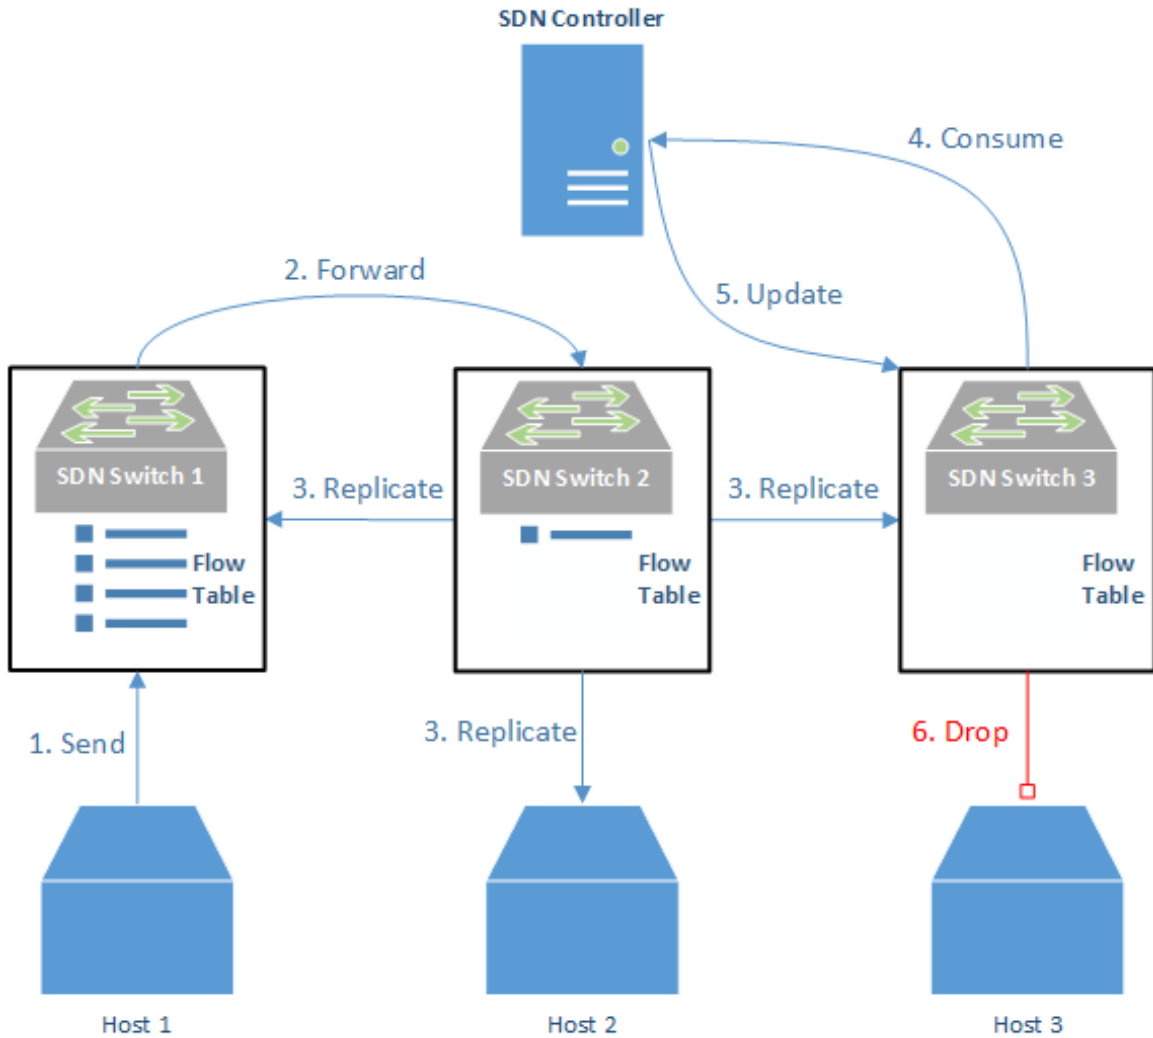 SDN Controller
4. Consume
2. Forward
5. Update
SDN Switch 1
SDN Switch 2
SDN Switch 3
3. Replicate
3. Replicate
Flow
Table
Flow
Table
Flow
Table
1. Send
3. Replicate
6. Drop
Host 1
Host 2
Host 3